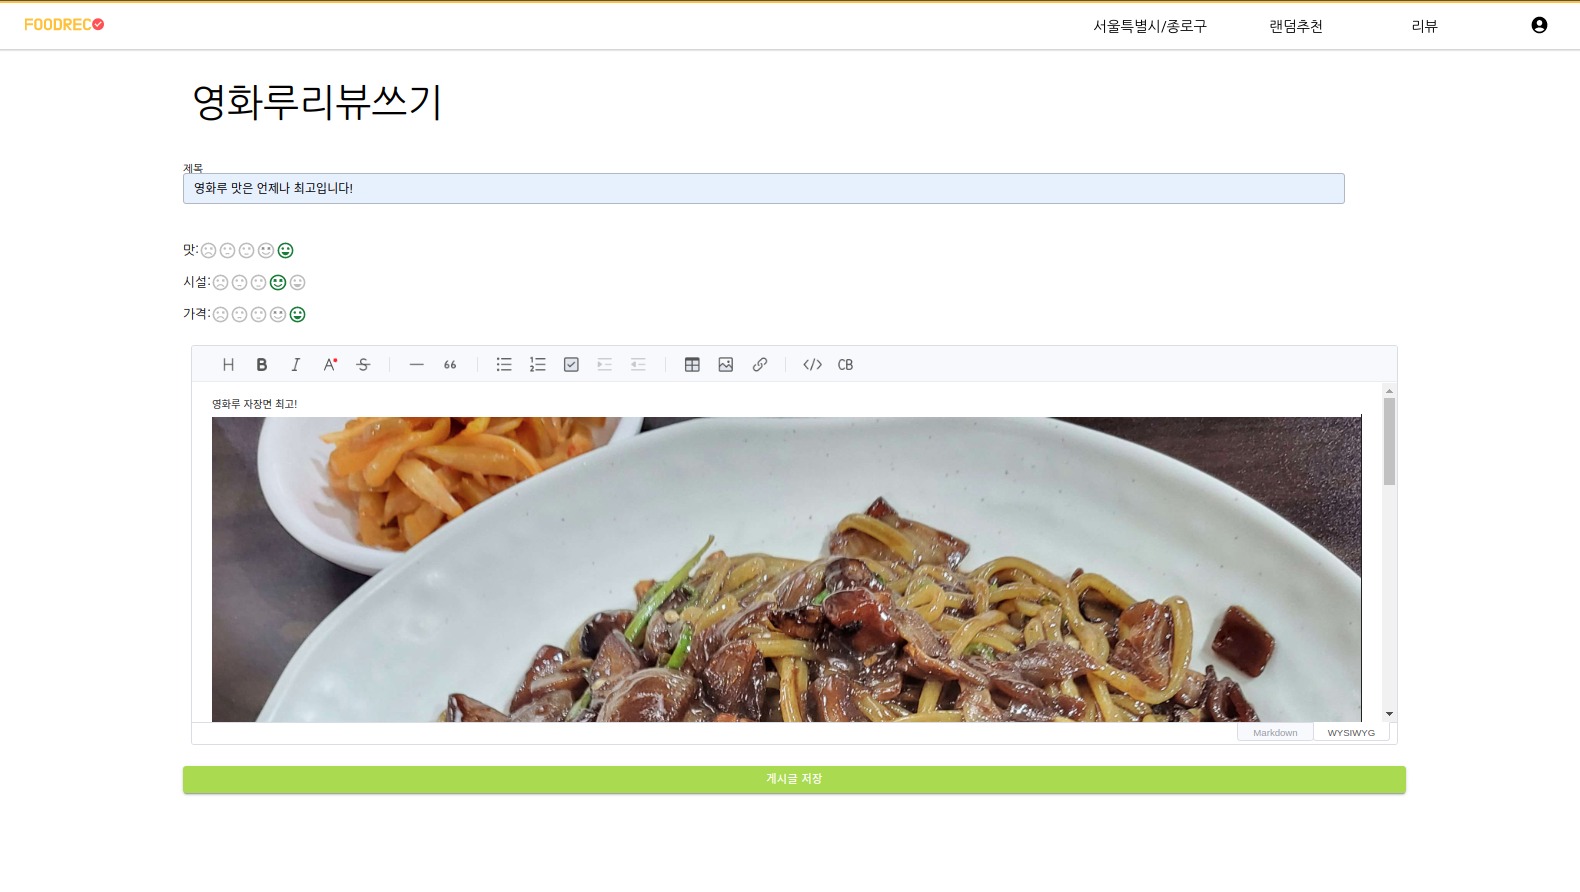 FOODREC
서울특별시/종로구
랜덤추천
리뷰
영화루리뷰쓰기
제목
영화루 맛은 언제나 최고입니다!
맛:
시설:
가격:
H B I A S — 66 </> CB
영화루 자장면 최고!
Markdown
WYSIWYG
게시글 저장